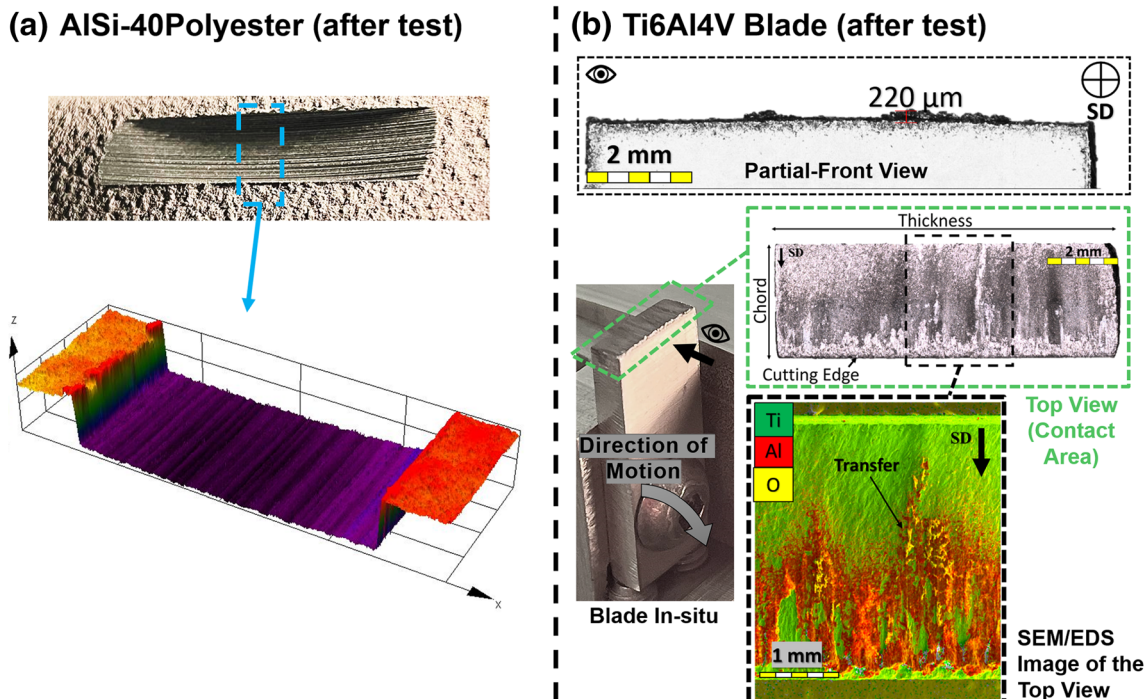 (a) AlSi-40Polyester (after test)
z
x
(b) Ti6Al4V Blade (after test)
220 µm
SD
2 mm
Partial-Front View
Thickness
SD
2 mm
Chord
Cutting Edge
Top View
(Contact
Area)
Direction of
Motion
Blade In-situ
Ti
Al
O
SD
Transfer
1 mm
SEM/EDS
Image of the
Top View